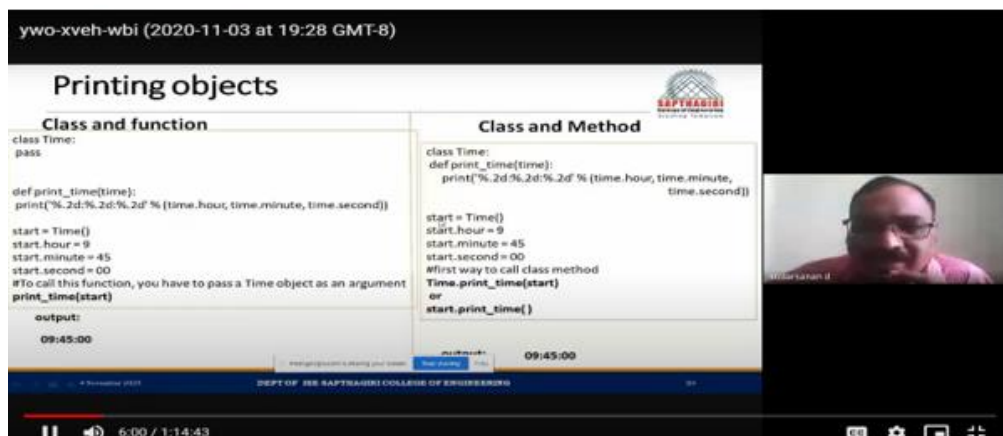 ywo-xveh-wbi (2020-11-03 at 19:28 GMT-8)
Printing objects
SAPTHAGIRI
Class and function
class Time:
pass
def print_time(time):
print('%.2d:%.2d:%.2d' % (time.hour, time.minute, time.second))
start = Time()
start.hour = 9
start.minute = 45
start.second = 00
#To call this function, you have to pass a Time object as an argument
print_time(start)
output:
09:45:00
Class and Method
class Time:
def print_time(time):
print('%.2d:%.2d:%.2d' % (time.hour, time.minute,
time.second))
start = Time()
start.hour = 9
start.minute = 45
start.second = 00
#first way to call class method
Time.print_time(start)
or
start.print_time( )
output:
09:45:00
DEPT OF ISE SAPTHAGIRI COLLEGE OF ENGINEERING
6:00 / 1:14:43
CC